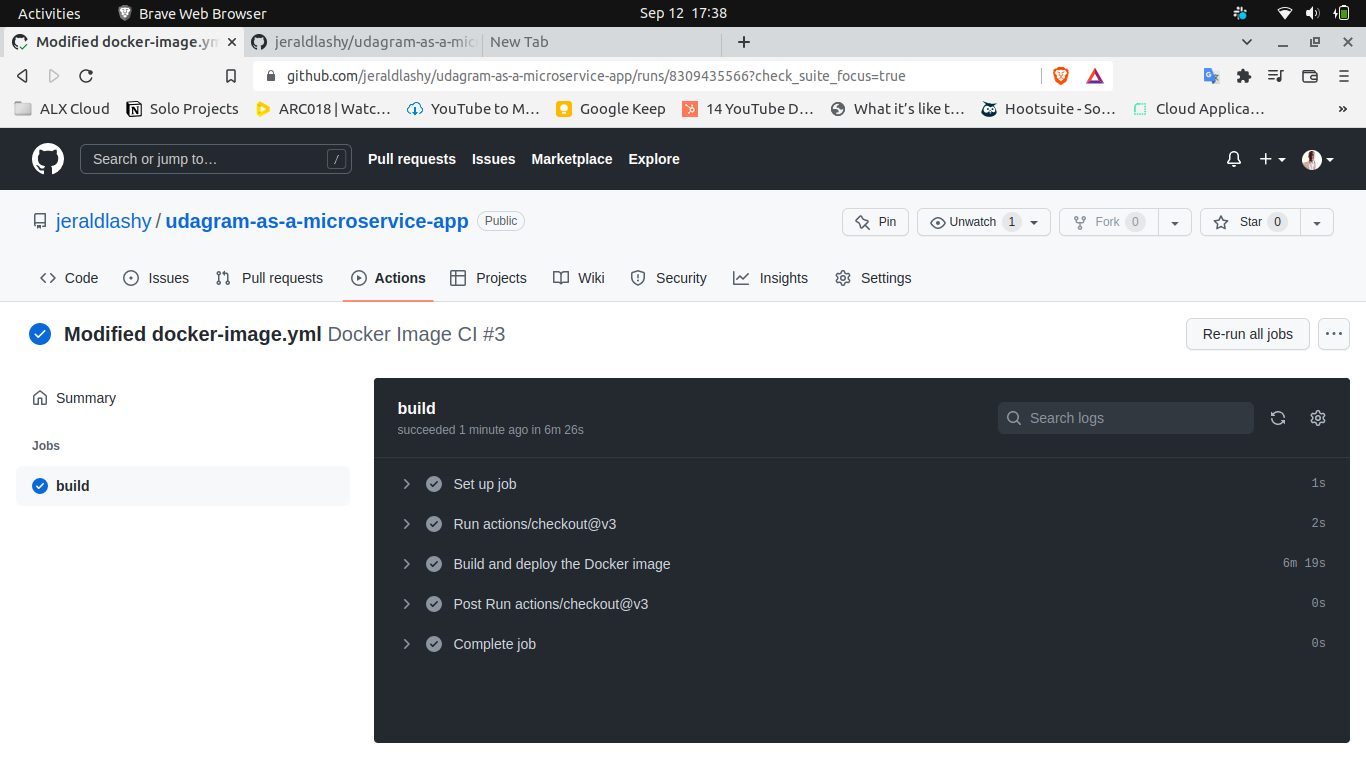 Activities Brave Web Browser Sep 12 17:38
Modified docker-image.ym jeraldlashy/udagram-as-a-mic New Tab
github.com/jeraldlashy/udagram-as-a-microservice-app/runs/8309435566?check_suite_focus=true
ALX Cloud Solo Projects ARC018 | Watc… YouTube to M… Google Keep 14 YouTube D… What it's like t… Hootsuite - So… Cloud Applica… »
Search or jump to… / Pull requests Issues Marketplace Explore
jeraldlashy / udagram-as-a-microservice-app Public Pin Unwatch 1 Fork 0 Star 0
Code Issues Pull requests Actions Projects Wiki Security Insights Settings
Modified docker-image.yml Docker Image CI #3 Re-run all jobs
Summary
Jobs
build
build
succeeded 1 minute ago in 6m 26s
Search logs
Set up job 1s
Run actions/checkout@v3 2s
Build and deploy the Docker image 6m 19s
Post Run actions/checkout@v3 0s
Complete job 0s